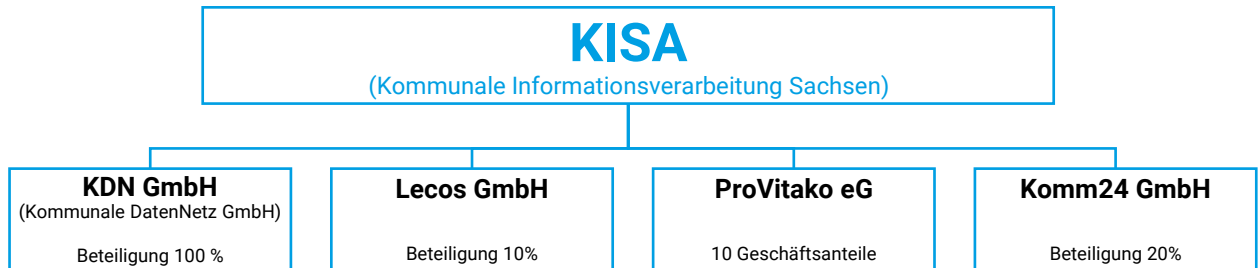 KISA
(Kommunale Informationsverarbeitung Sachsen)
KDN GmbH
(Kommunale DatenNetz GmbH)
Beteiligung 100 %
Lecos GmbH
Beteiligung 10%
ProVitako eG
10 Geschäftsanteile
Komm24 GmbH
Beteiligung 20%